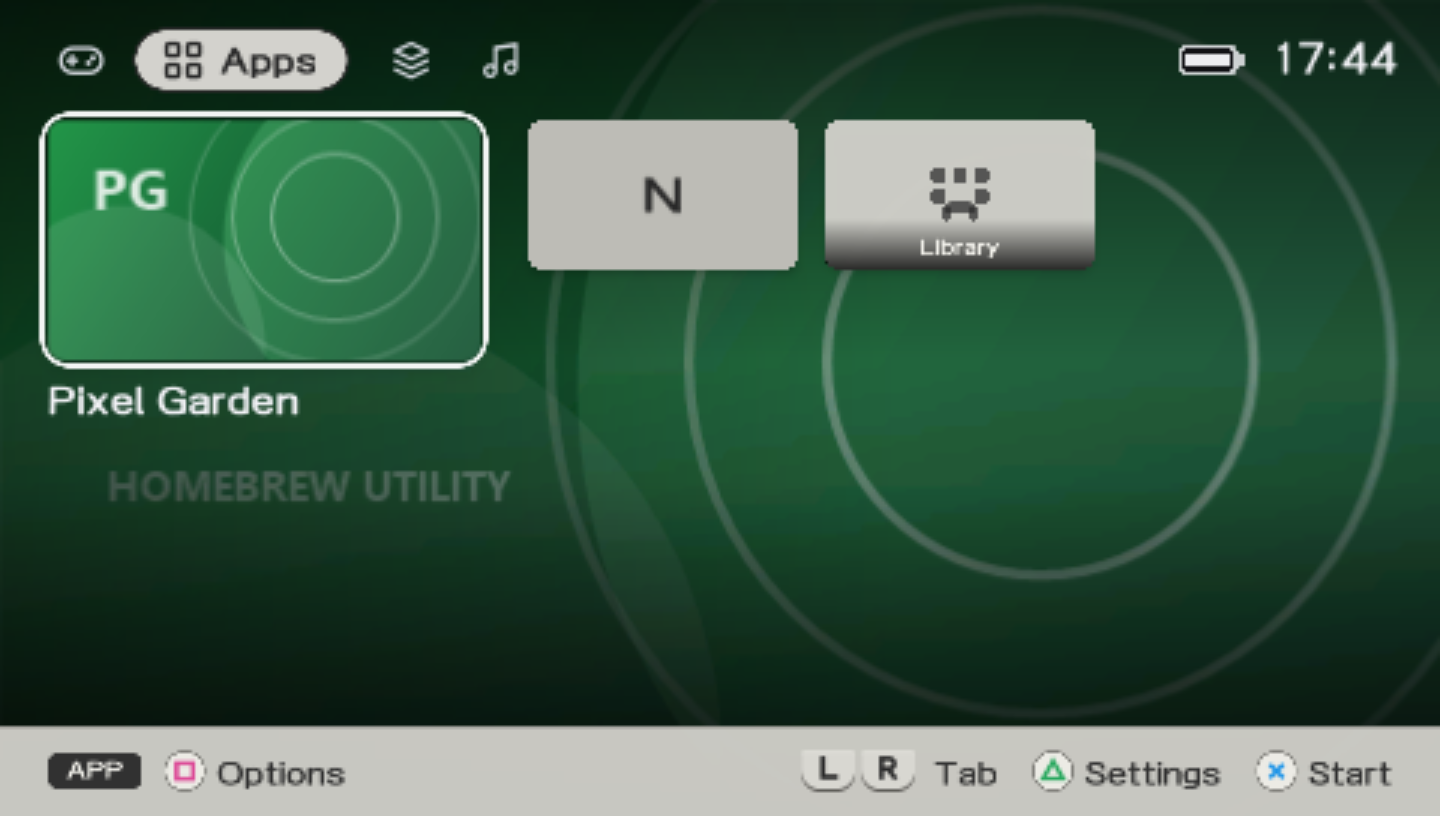 Apps
17:44
PG
N
Library
Pixel Garden
HOMEBREW UTILITY
APP Options L R Tab Settings Start